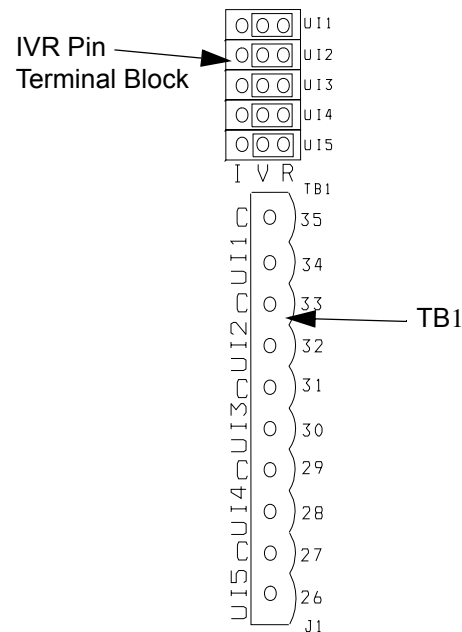 UI1
IVR Pin
Terminal Block
UI2
UI3
UI4
UI5
I V R
TB1
C 35
UI1 34
C 33
TB1
UI2 32
C 31
UI3 30
C 29
UI4 28
C 27
UI5 26
J1